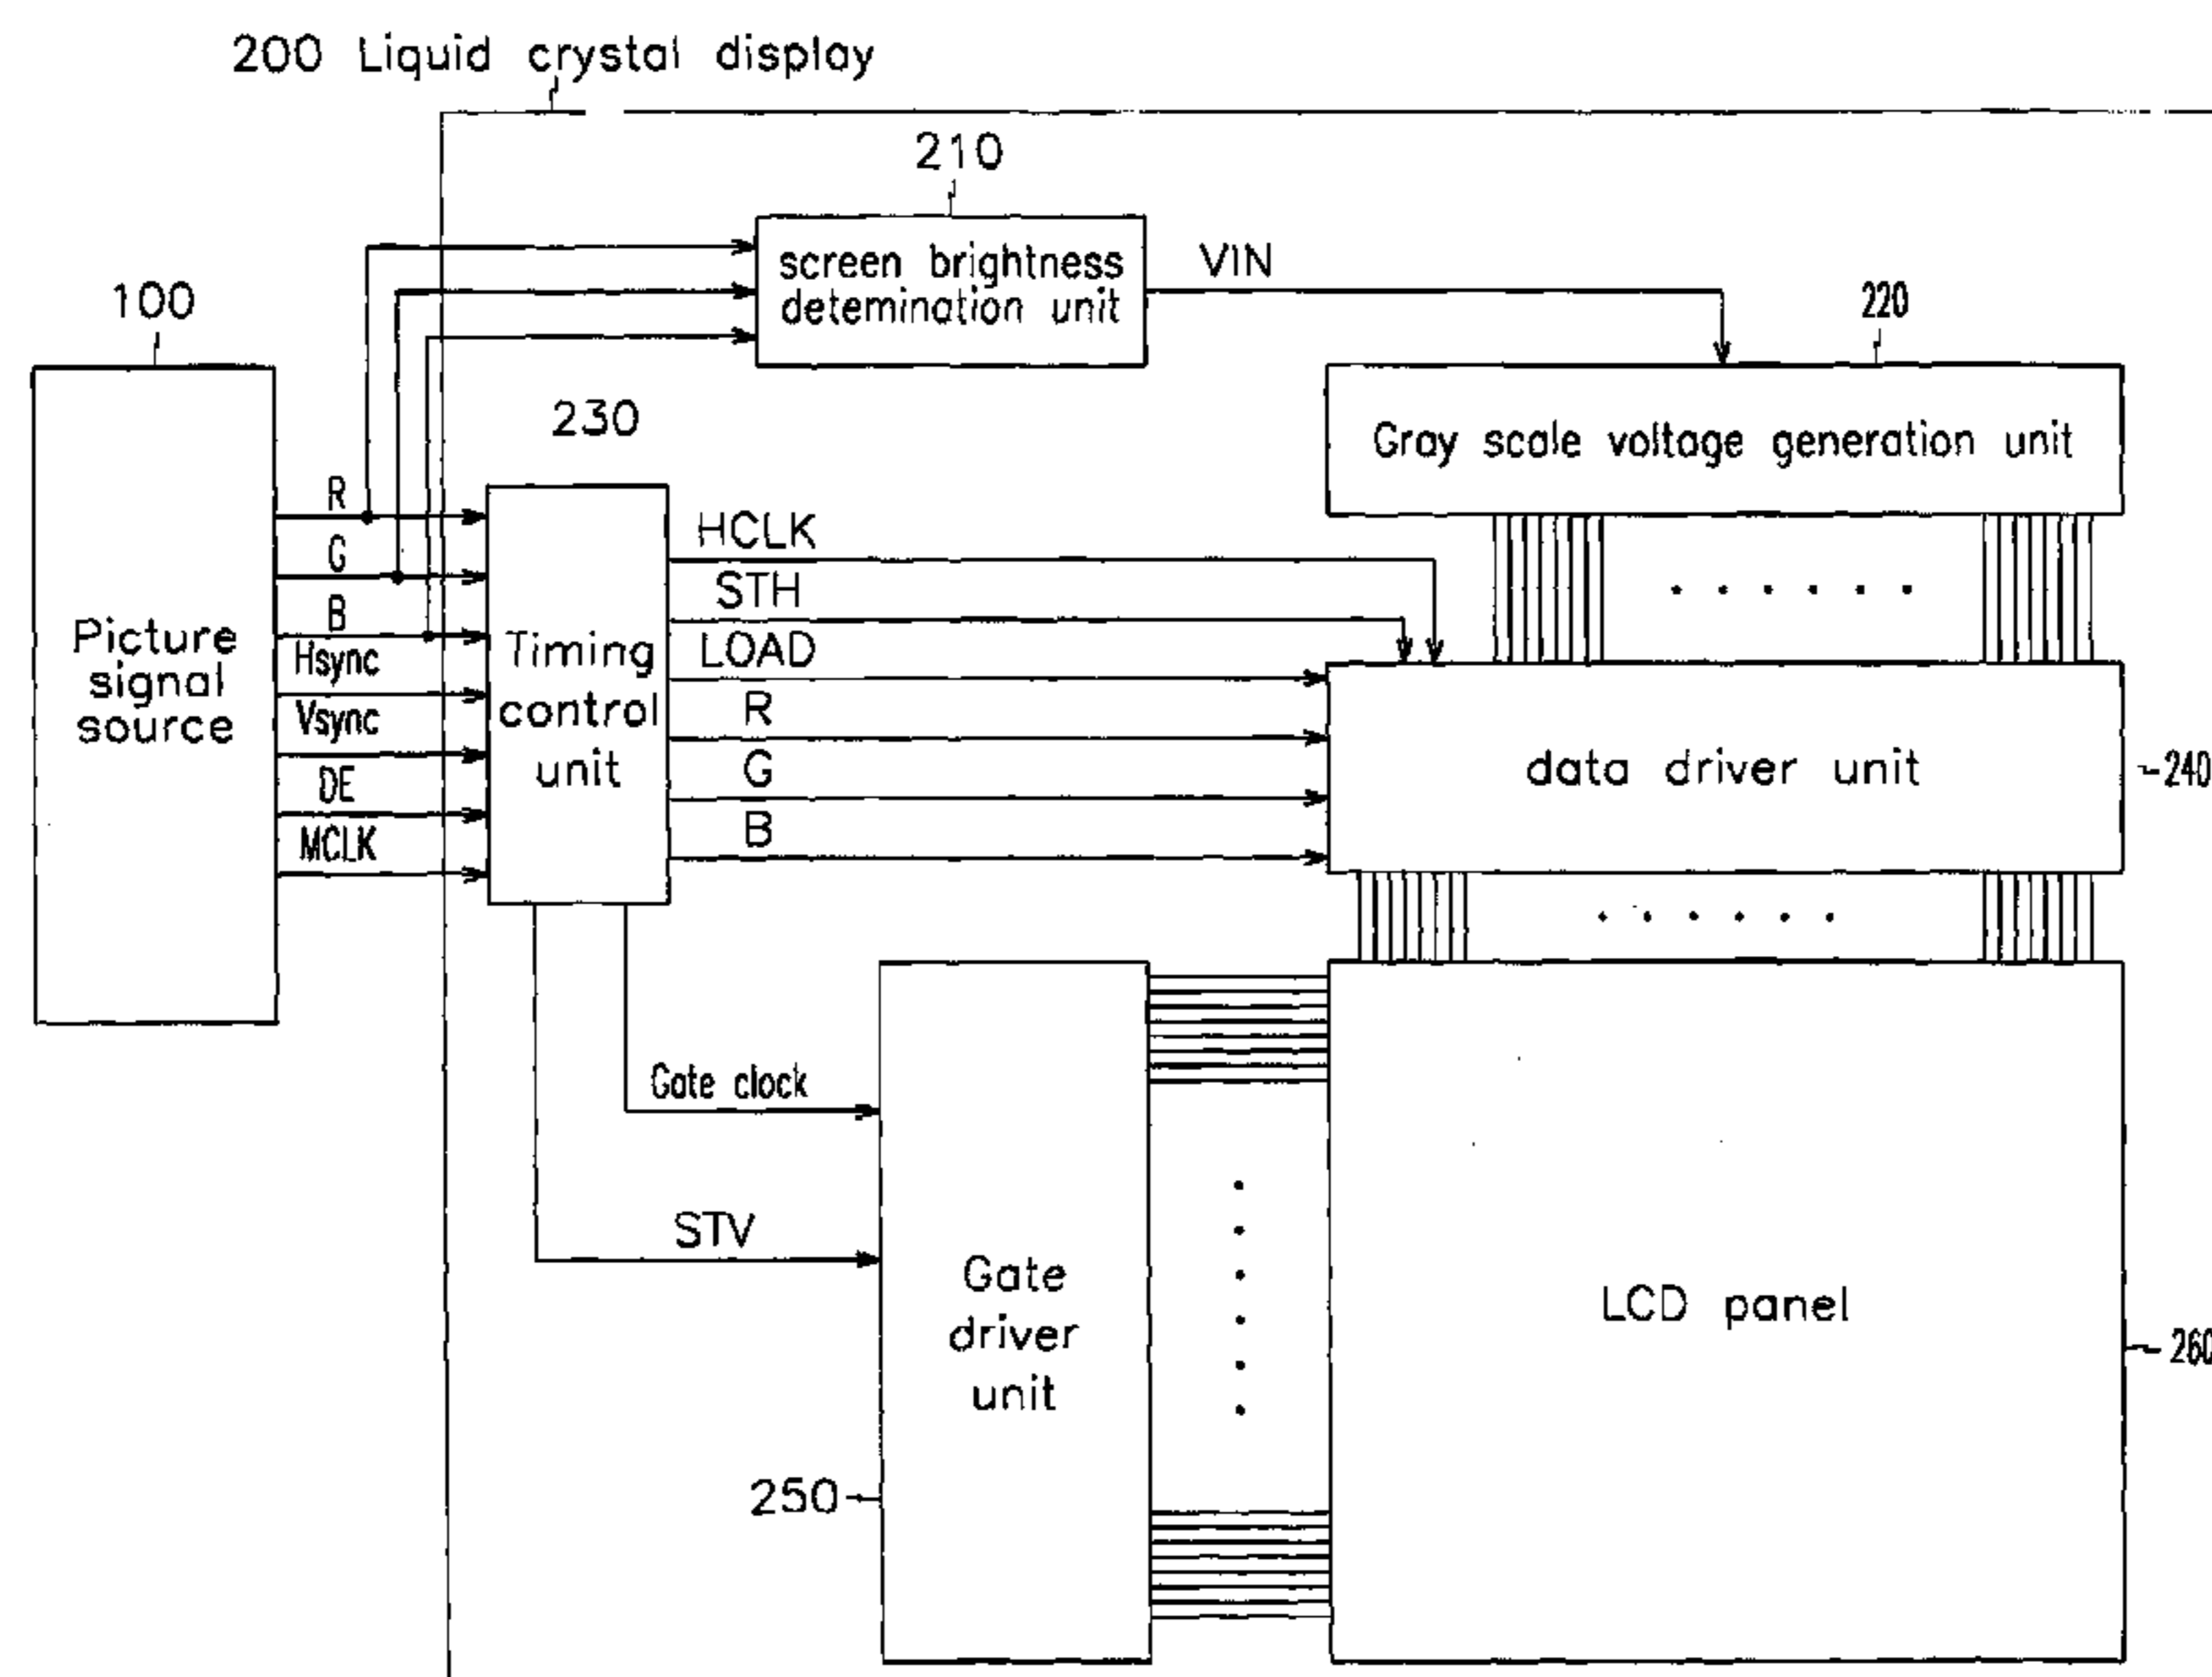 200 Liquid crystal display
210
screen brightness
detemination unit
VIN
100
220
Gray scale voltage generation unit
230
Picture
signal
source
R
G
B
Hsync
Vsync
DE
MCLK
Timing
control
unit
HCLK
STH
LOAD
R
G
B
data driver unit
240
Gate clock
STV
Gate
driver
unit
250
LCD panel
260